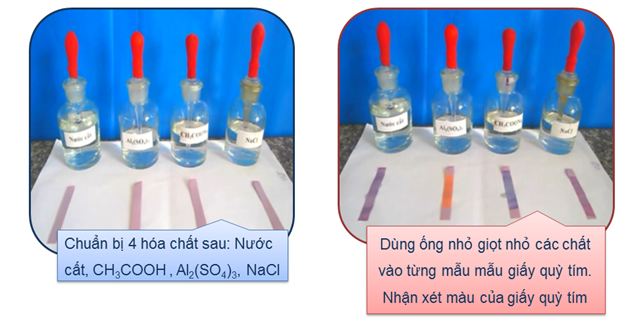 Nước cất
Al₂(SO₄)₃
NaCl
Chuẩn bị 4 hóa chất sau: Nước
cất, CH₃COOH , Al₂(SO₄)₃, NaCl
Nước cất
Al₂(SO₄)₃
NaCl
Dùng ống nhỏ giọt nhỏ các chất
vào từng mẫu mẫu giấy quỳ tím.
Nhận xét màu của giấy quỳ tím